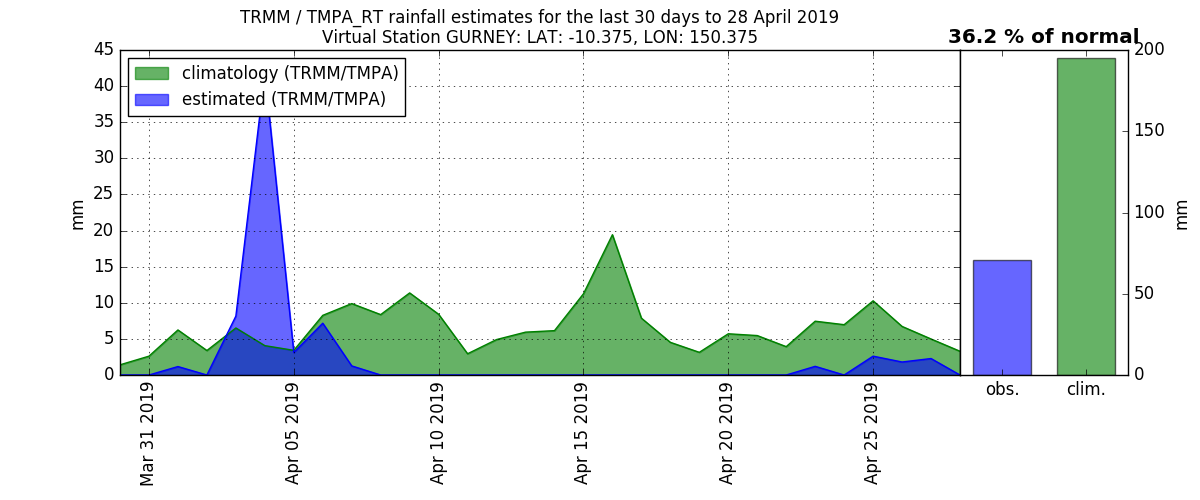 TRMM / TMPA_RT rainfall estimates for the last 30 days to 28 April 2019
Virtual Station GURNEY: LAT: -10.375, LON: 150.375
36.2 % of normal
climatology (TRMM/TMPA)
estimated (TRMM/TMPA)
45
40
35
30
25
20
15
10
5
0
mm
Mar 31 2019
Apr 05 2019
Apr 10 2019
Apr 15 2019
Apr 20 2019
Apr 25 2019
obs.
clim.
200
150
100
50
0
mm